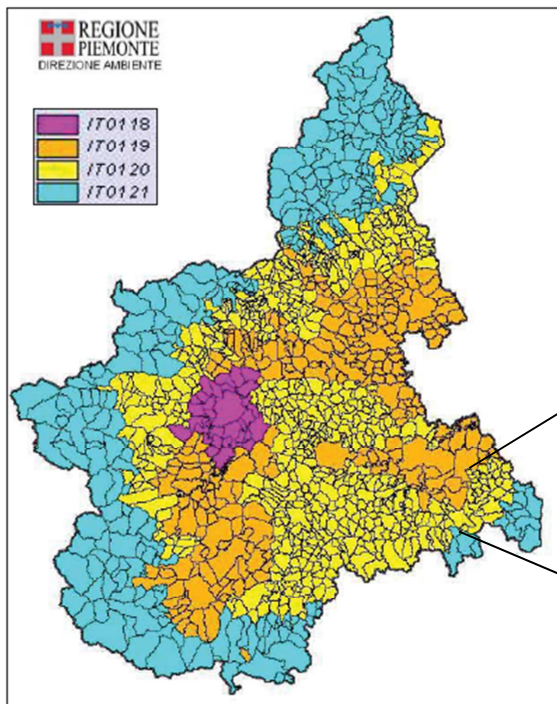 REGIONE
PIEMONTE
DIREZIONE AMBIENTE
IT0118
IT0119
IT0120
IT0121